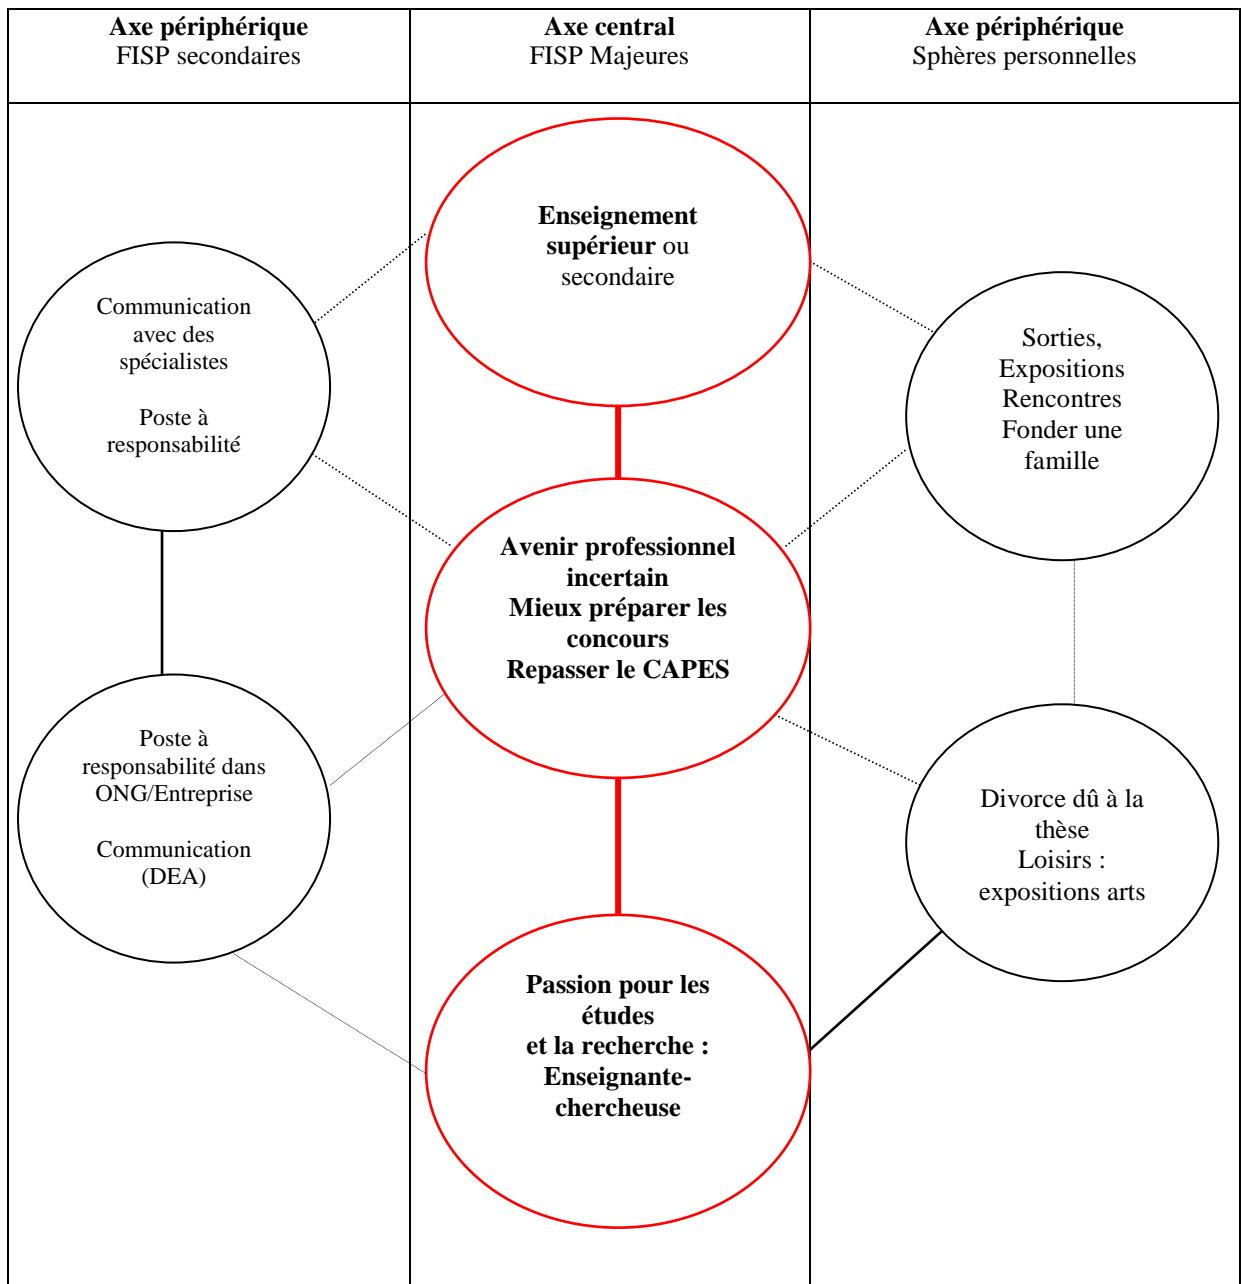 Axe périphérique
FISP secondaires
Axe central
FISP Majeures
Axe périphérique
Sphères personnelles
Enseignement
supérieur ou
secondaire
Communication
avec des
spécialistes
Poste à
responsabilité
Sorties,
Expositions
Rencontres
Fonder une
famille
Avenir professionnel
incertain
Mieux préparer les
concours
Repasser le CAPES
Poste à
responsabilité dans
ONG/Entreprise
Communication
(DEA)
Divorce dû à la
thèse
Loisirs :
expositions arts
Passion pour les
études
et la recherche :
Enseignante-
chercheuse